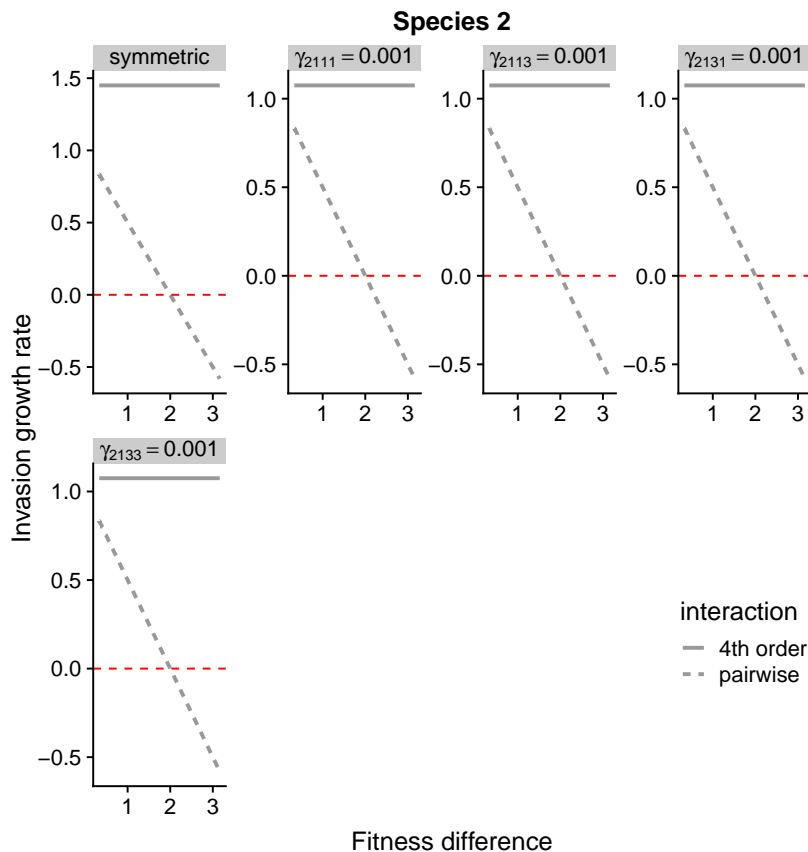 Species 2
symmetric
γ2111 = 0.001
γ2113 = 0.001
γ2131 = 0.001
1.5
1.0
0.5
0.0
−0.5
1.0
0.5
0.0
−0.5
1.0
0.5
0.0
−0.5
1.0
0.5
0.0
−0.5
1 2 3
1 2 3
1 2 3
1 2 3
Invasion growth rate
γ2133 = 0.001
1.0
0.5
0.0
−0.5
1 2 3
interaction
4th order
pairwise
Fitness difference